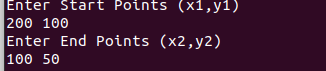 Enter Start Points (x1,y1)
200 100
Enter End Points (x2,y2)
100 50